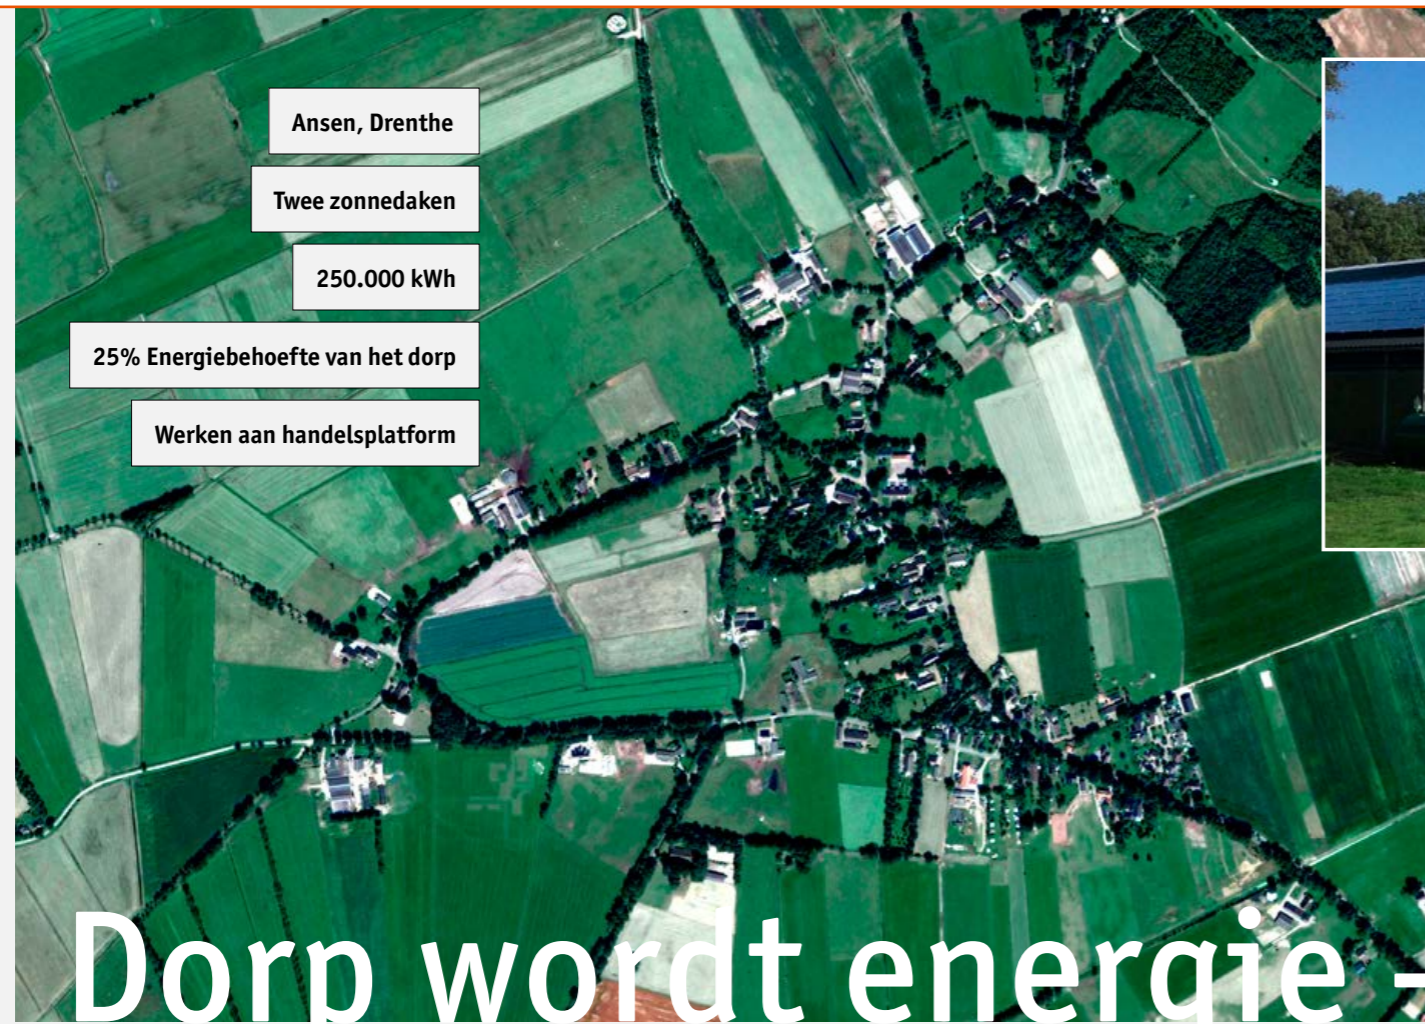 Ansen, Drenthe
Twee zonnedaken
250.000 kWh
25% Energiebehoefte van het dorp
Werken aan handelsplatform
Dorp wordt energie -